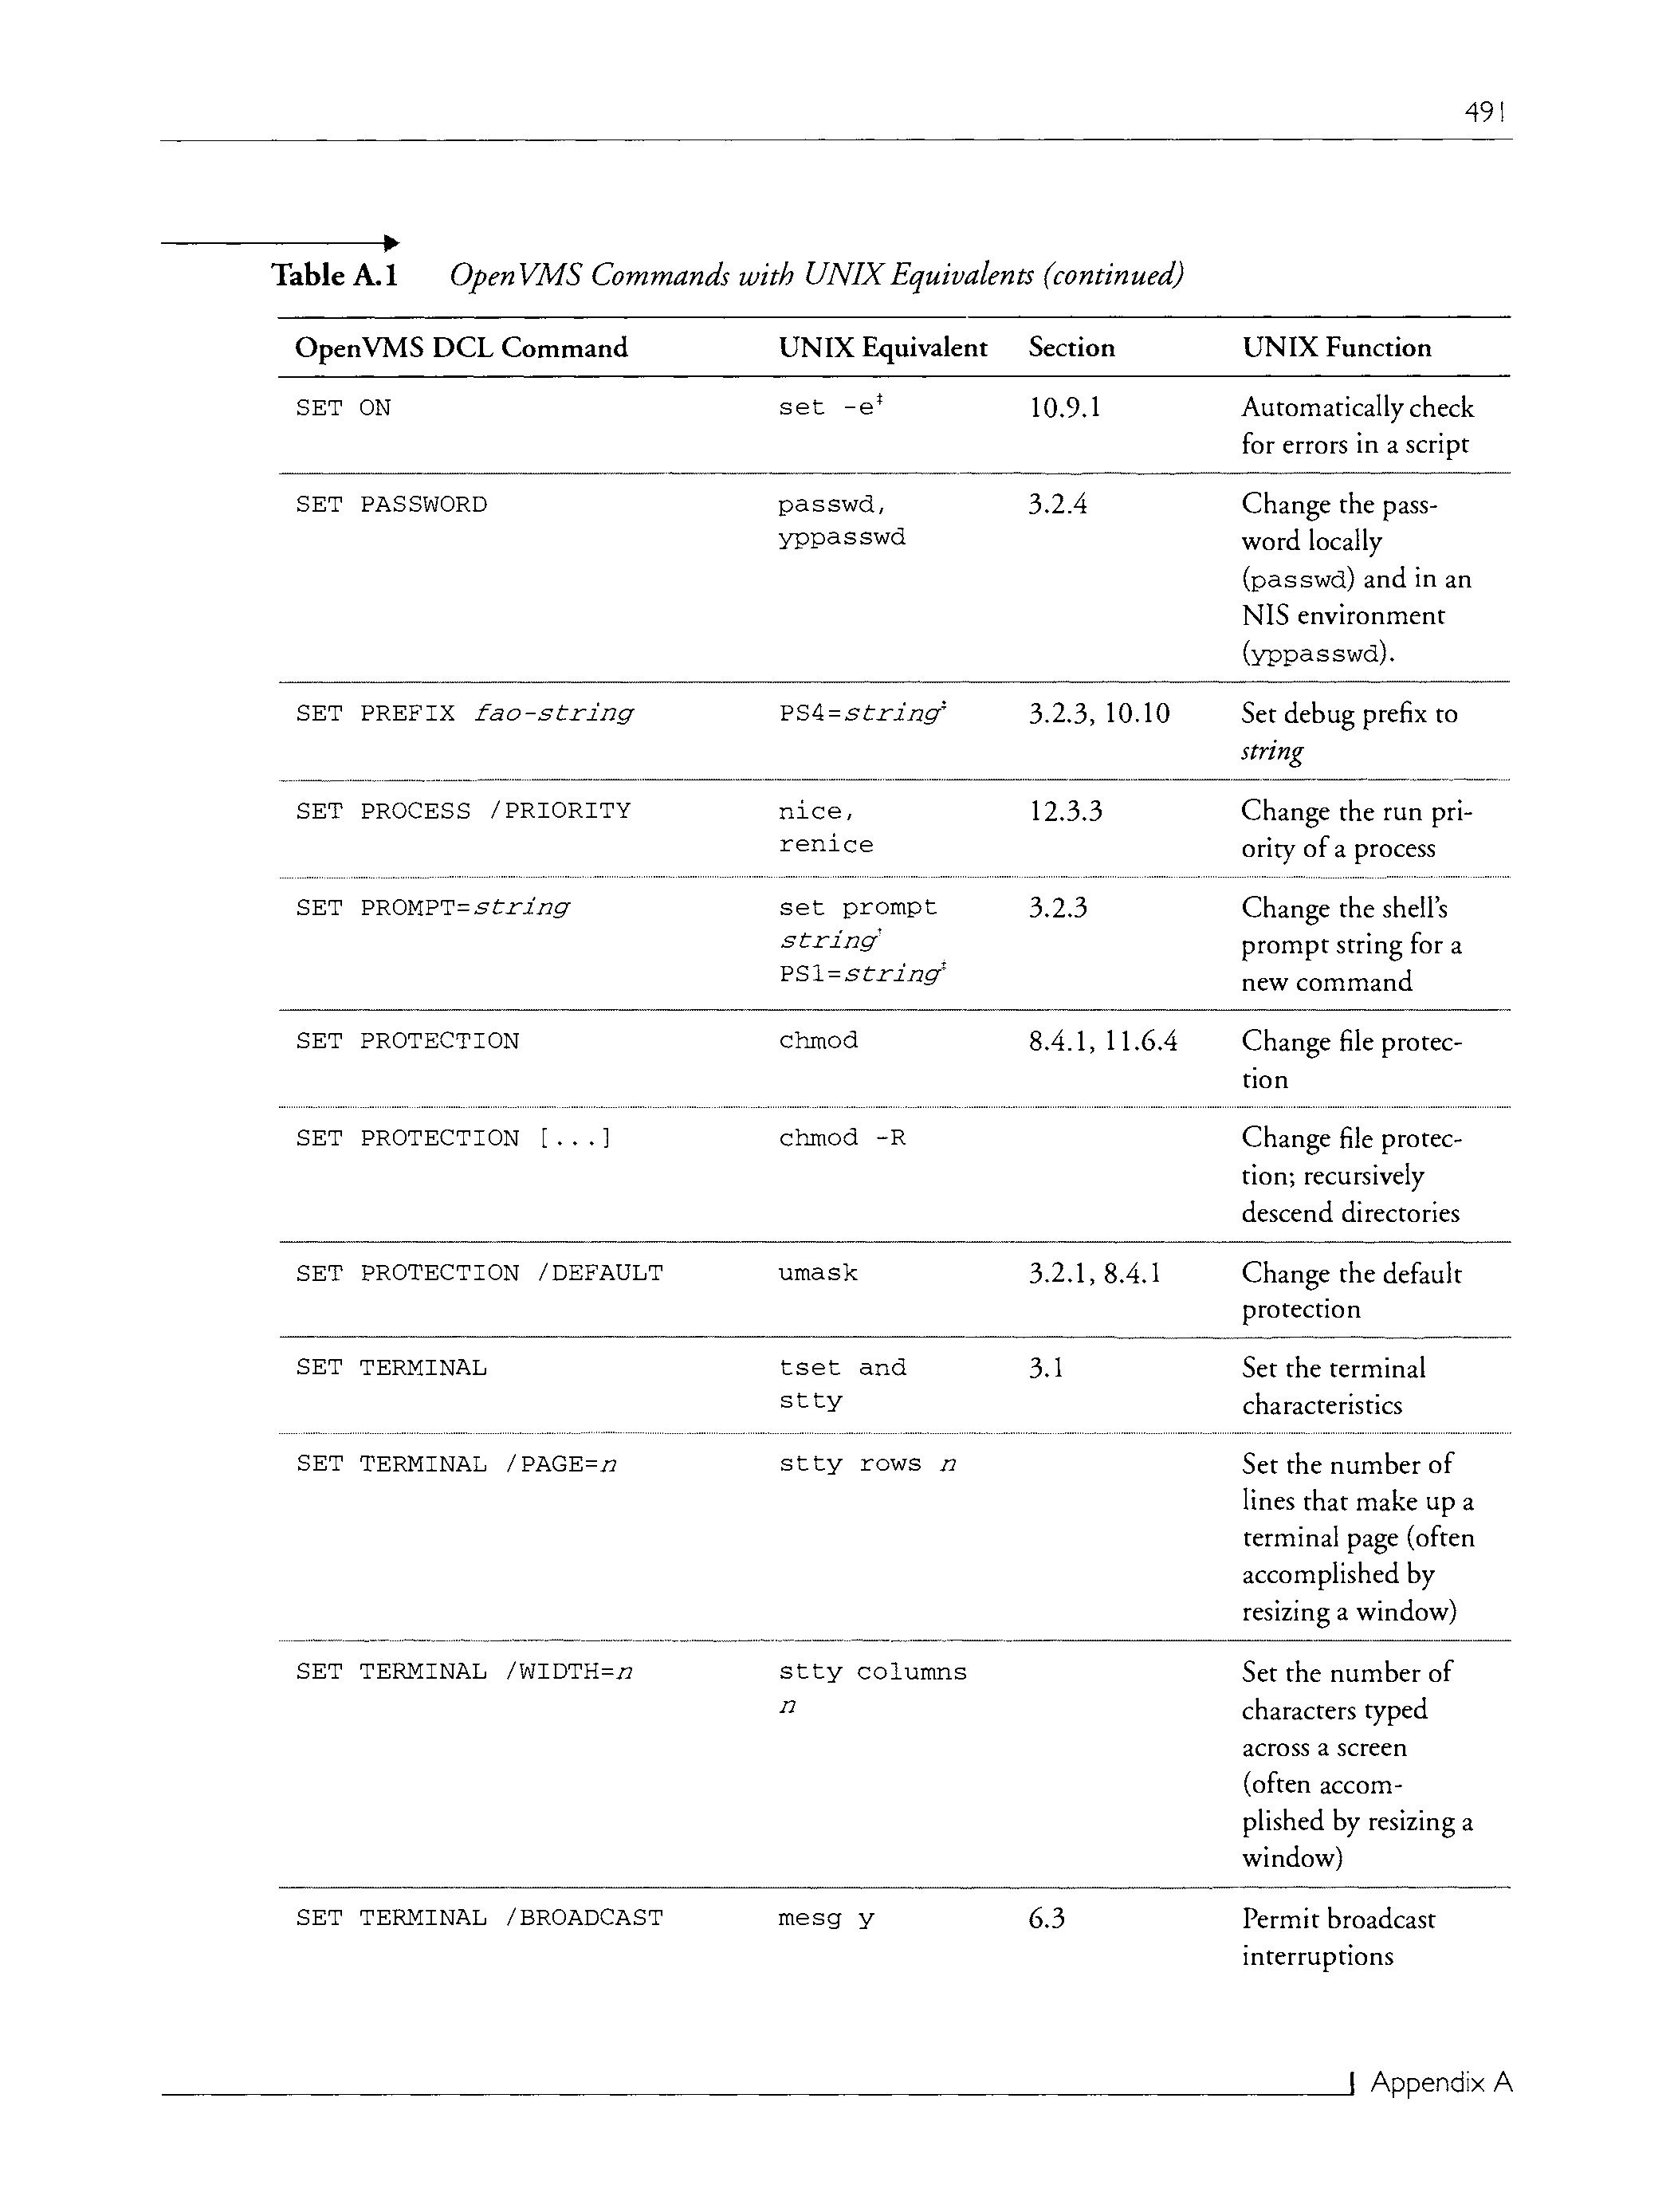 491
Table A.1 OpenVMS Commands with UNIX Equivalents (continued)
OpenVMS DCL Command UNIX Equivalent Section UNIX Function
SET ON set -e‡ 10.9.1 Automatically check
for errors in a script
SET PASSWORD passwd, 3.2.4 Change the pass-
yppasswd word locally
(passwd) and in an
NIS environment
(yppasswd).
SET PREFIX fao-string PS4=string‡ 3.2.3, 10.10 Set debug prefix to
string
SET PROCESS /PRIORITY nice, 12.3.3 Change the run pri-
renice ority of a process
SET PROMPT=string set prompt 3.2.3 Change the shell's
string† prompt string for a
PS1=string‡ new command
SET PROTECTION chmod 8.4.1, 11.6.4 Change file protec-
tion
SET PROTECTION [...] chmod -R Change file protec-
tion; recursively
descend directories
SET PROTECTION /DEFAULT umask 3.2.1, 8.4.1 Change the default
protection
SET TERMINAL tset and 3.1 Set the terminal
stty characteristics
SET TERMINAL /PAGE=n stty rows n Set the number of
lines that make up a
terminal page (often
accomplished by
resizing a window)
SET TERMINAL /WIDTH=n stty columns Set the number of
n characters typed
across a screen
(often accom-
plished by resizing a
window)
SET TERMINAL /BROADCAST mesg y 6.3 Permit broadcast
interruptions
Appendix A